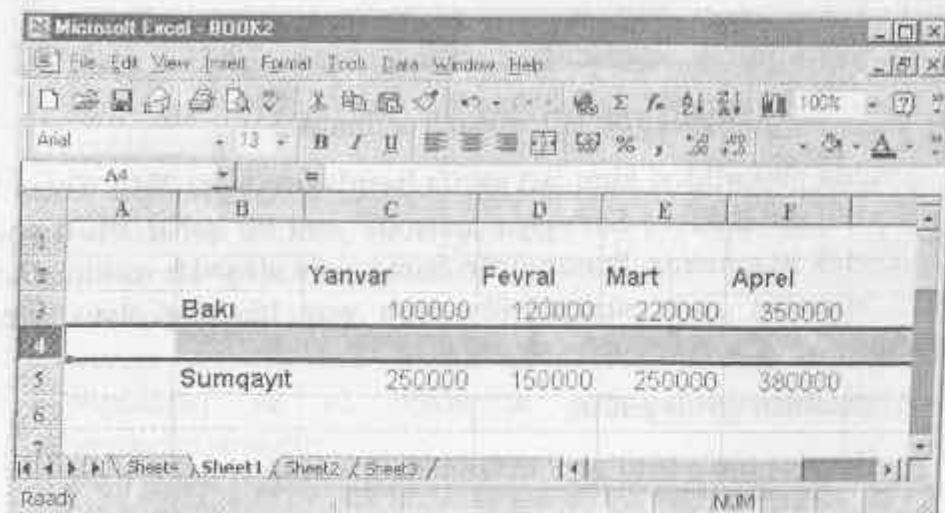 Microsoft Excel - BOOK2
File Edit View Insert Format Tools Data Window Help
100%
Arial 13 B I U % ,
A4 =
A B C D E F
1
2 Yanvar Fevral Mart Aprel
3 Bakı 100000 120000 220000 350000
4
5 Sumqayıt 250000 150000 250000 380000
6
7
Sheet4 Sheet1 Sheet2 Sheet3
Ready NUM